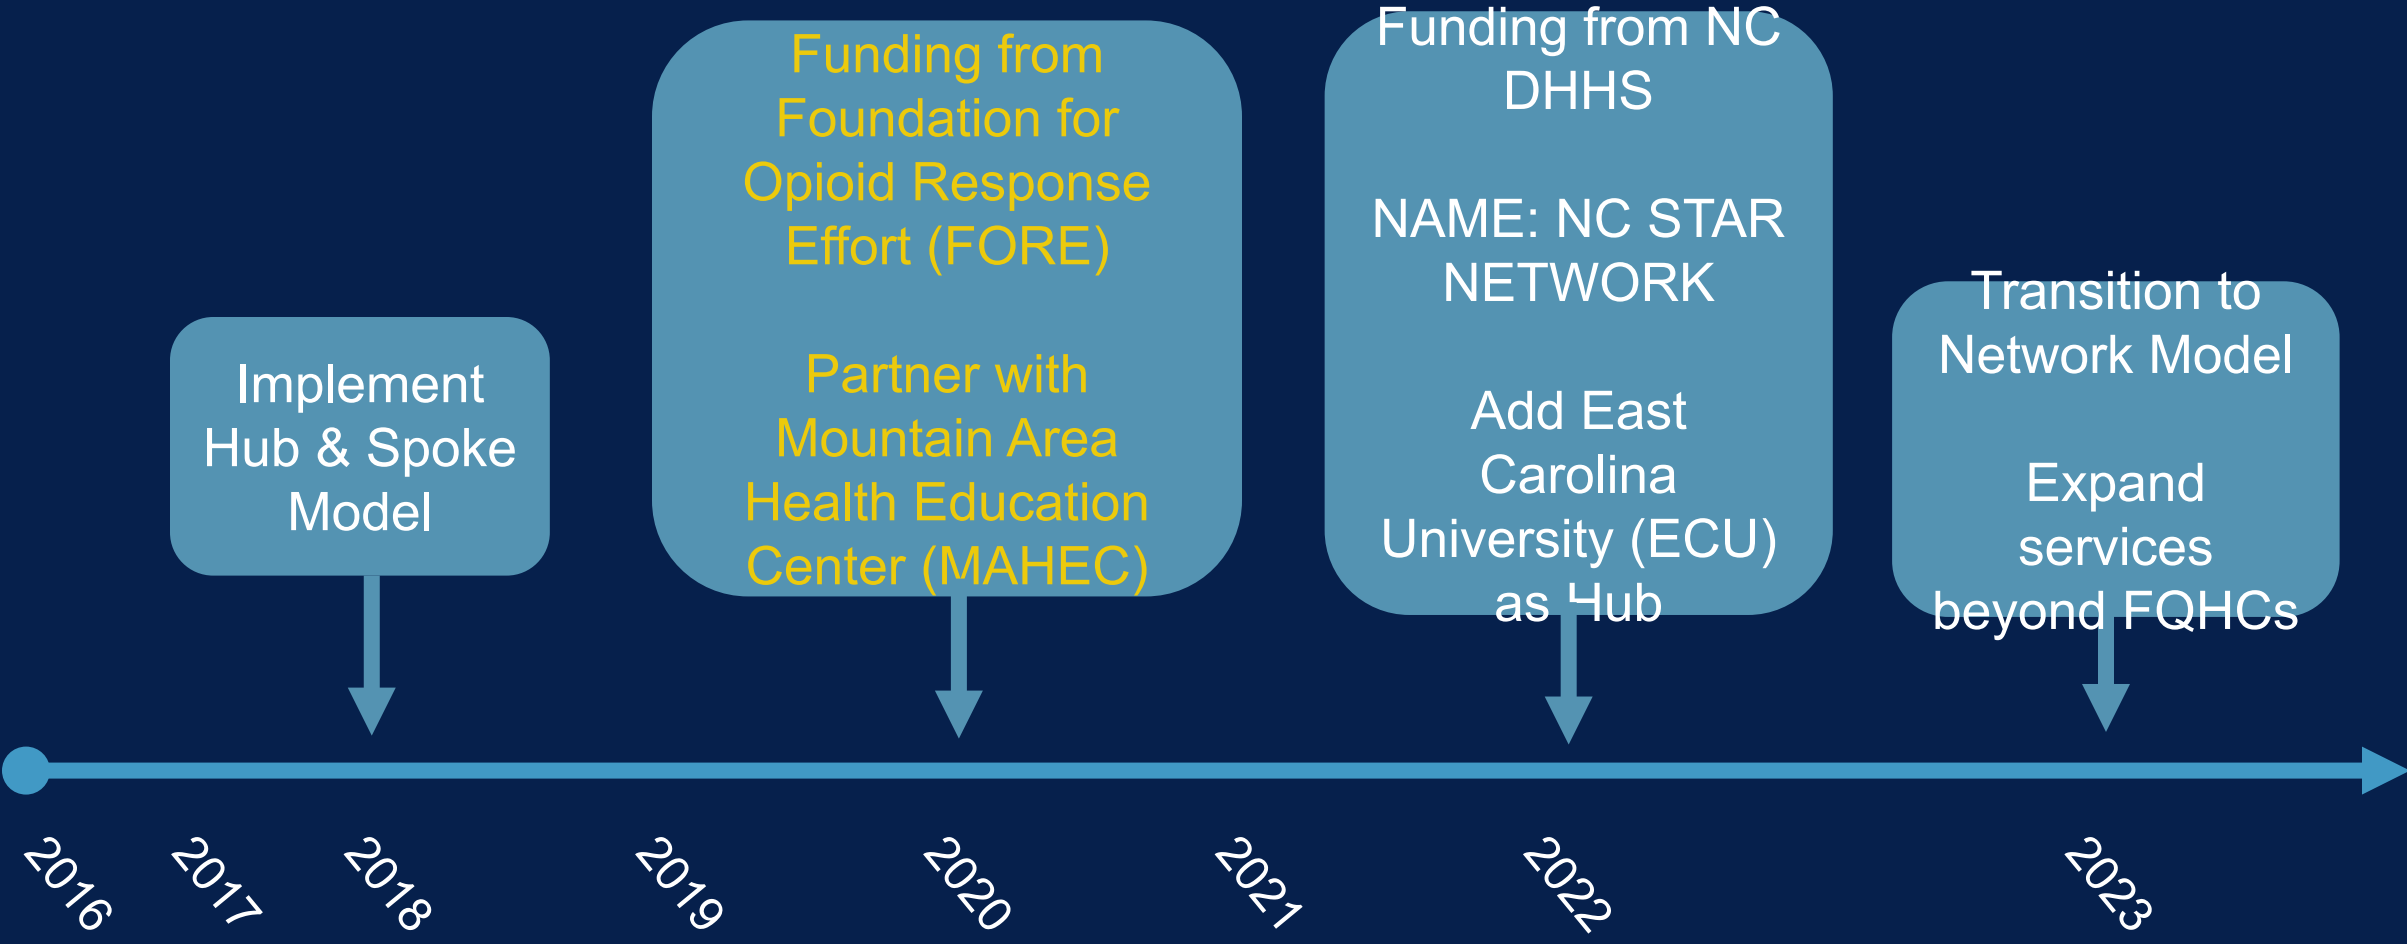 Implement
Hub & Spoke
Model
Funding from
Foundation for
Opioid Response
Effort (FORE)
Partner with
Mountain Area
Health Education
Center (MAHEC)
Funding from NC
DHHS
NAME: NC STAR
NETWORK
Add East
Carolina
University (ECU)
as Hub
Transition to
Network Model
Expand
services
beyond FQHCs
2016
2017
2018
2019
2020
2021
2022
2023